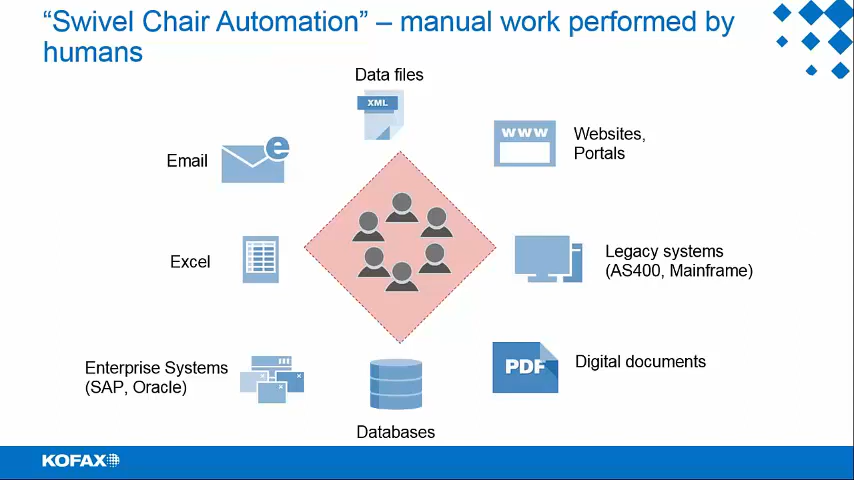 “Swivel Chair Automation” – manual work performed by
humans
Data files
XML
Email
e
www
Websites,
Portals
Excel
Legacy systems
(AS400, Mainframe)
Enterprise Systems
(SAP, Oracle)
PDF
Digital documents
Databases
KOFAX